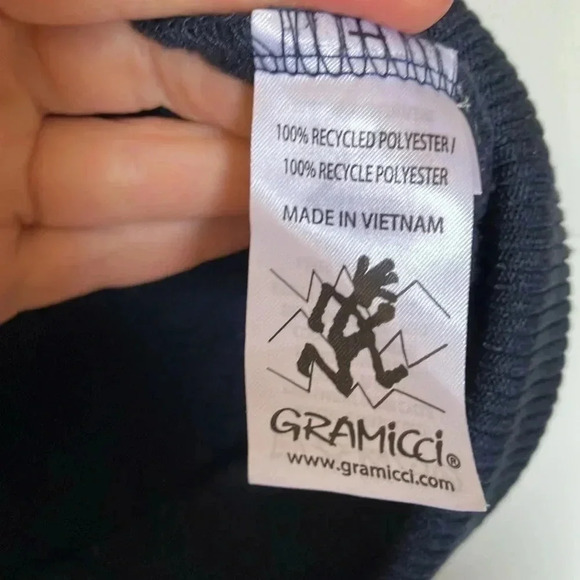 100% RECYCLED POLYESTER /
100% RECYCLE POLYESTER
MADE IN VIETNAM
GRAMiCCi®
www.gramicci.com